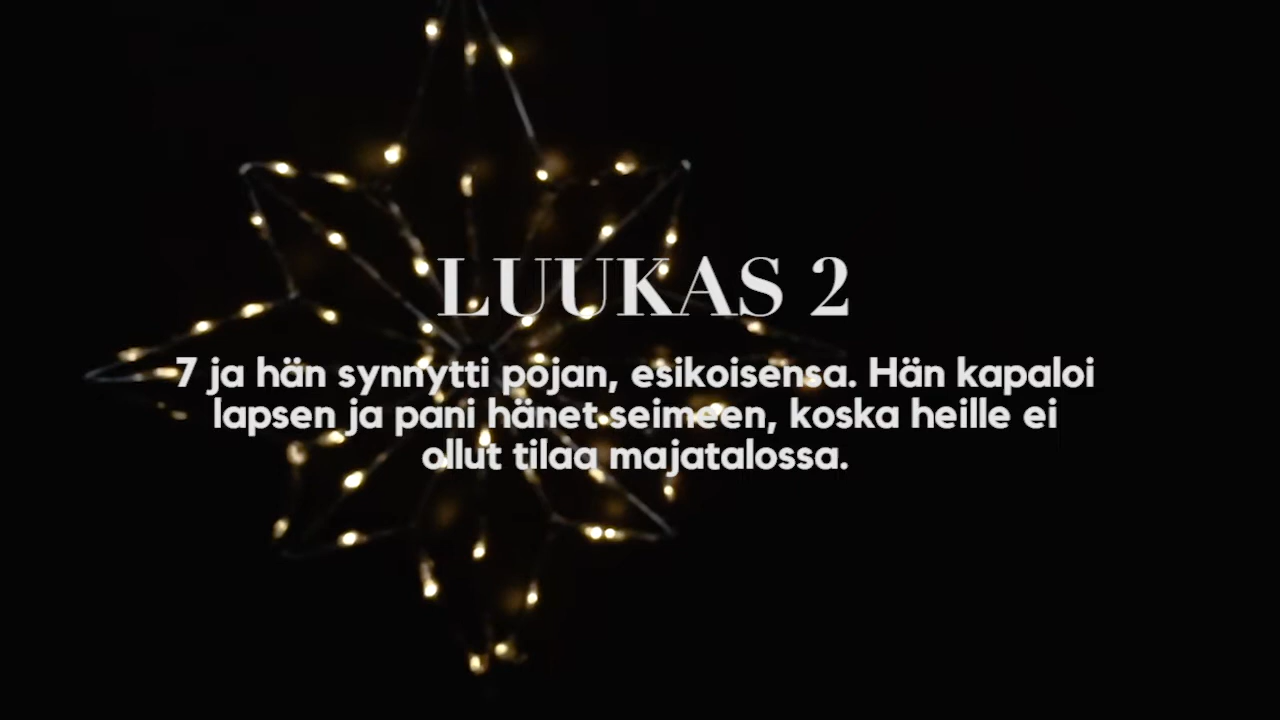 LUUKAS 2
7 ja hän synnytti pojan, esikoisensa. Hän kapaloi
lapsen ja pani hänet seimeen, koska heille ei
ollut tilaa majatalossa.